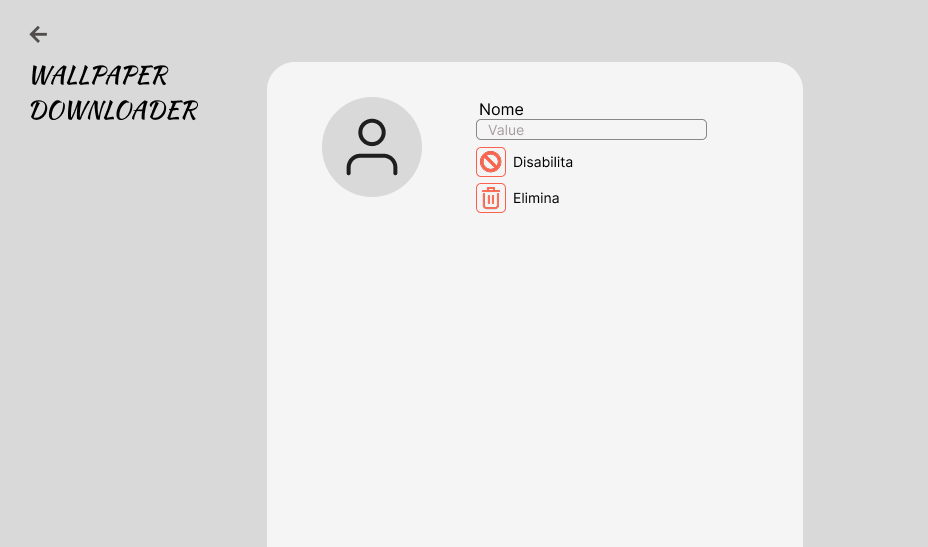 WALLPAPER
DOWNLOADER
Nome
Value
Disabilita
Elimina